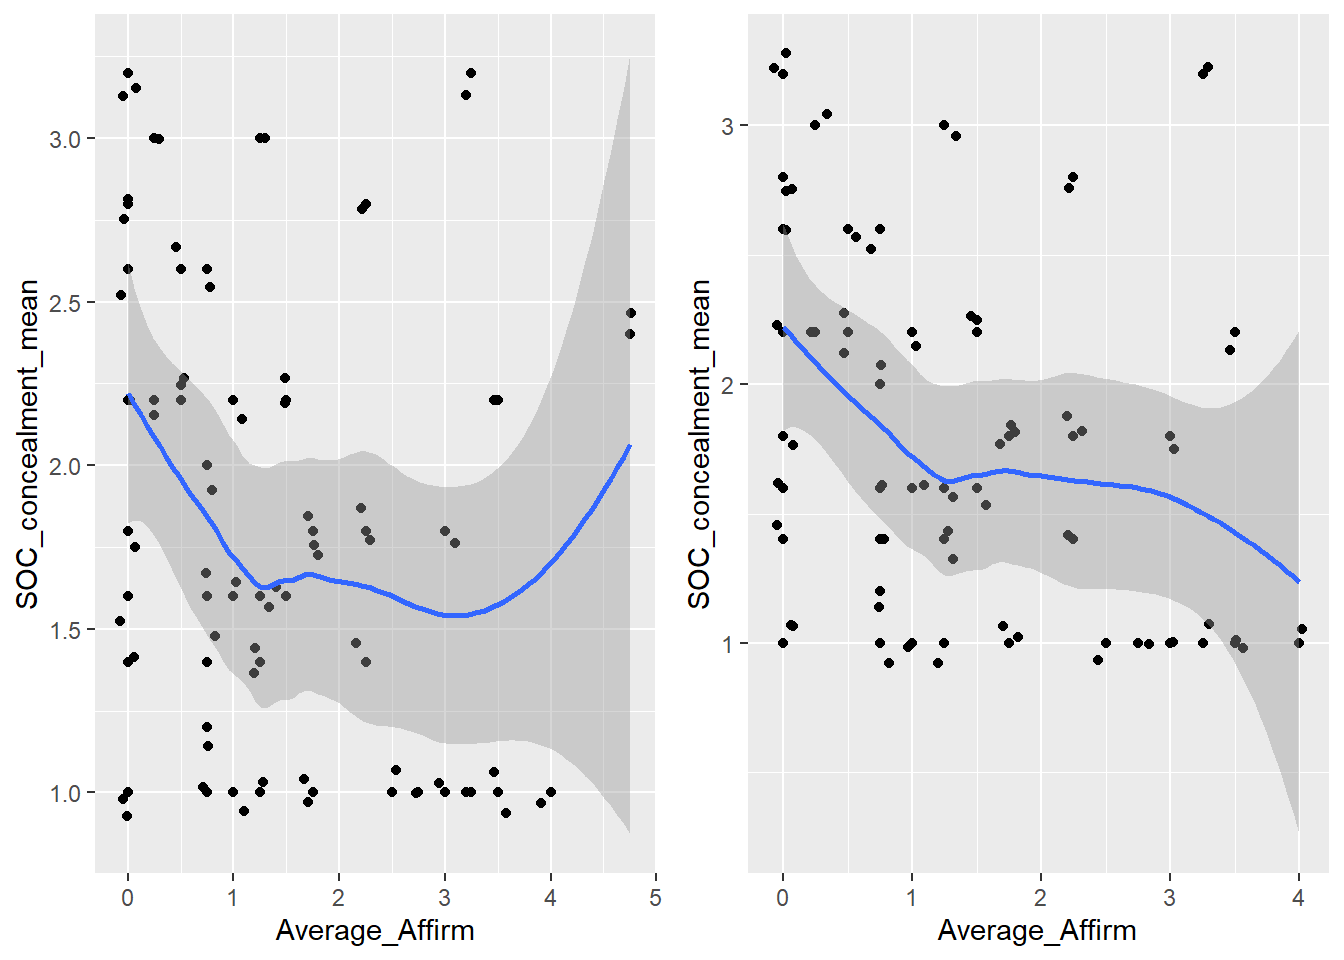 SOC_concealment_mean
3.0
2.5
2.0
1.5
1.0
0 1 2 3 4 5
Average_Affirm
SOC_concealment_mean
3
2
1
0 1 2 3 4
Average_Affirm